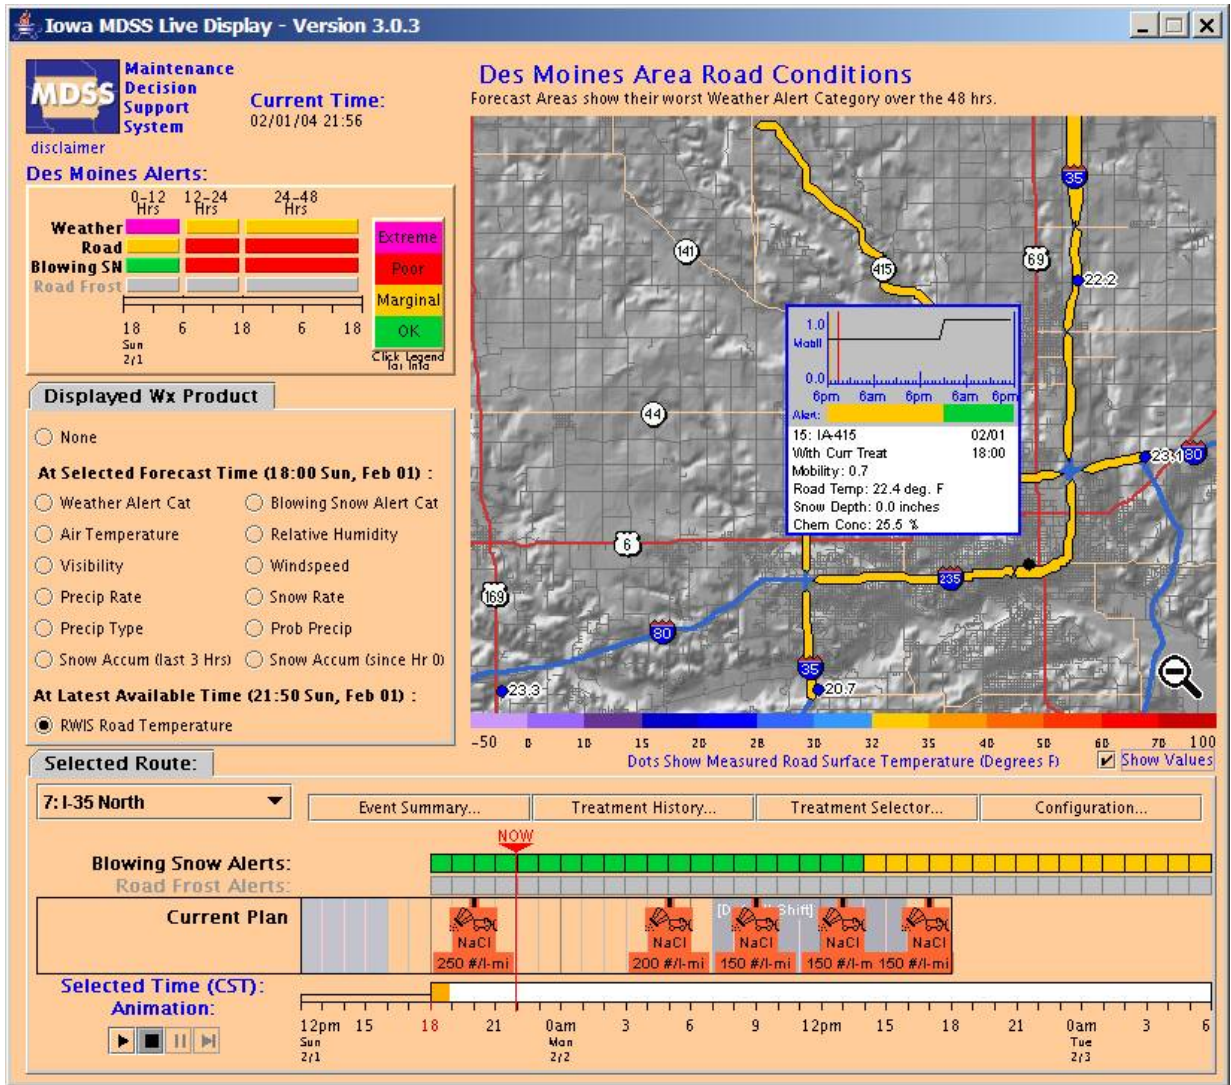 Iowa MDSS Live Display - Version 3.0.3
MDSS
Maintenance
Decision
Support
System
disclaimer
Current Time:
02/01/04 21:56
Des Moines Area Road Conditions
Forecast Areas show their worst Weather Alert Category over the 48 hrs.
Des Moines Alerts:
0-12 Hrs 12-24 Hrs 24-48 Hrs
Weather
Road
Blowing SN
Road Frost
18 6 18 6 18
Sun
2/1
Extreme
Poor
Marginal
OK
Click Legend
for Info
Displayed Wx Product
None
At Selected Forecast Time (18:00 Sun, Feb 01) :
Weather Alert Cat Blowing Snow Alert Cat
Air Temperature Relative Humidity
Visibility Windspeed
Precip Rate Snow Rate
Precip Type Prob Precip
Snow Accum (last 3 Hrs) Snow Accum (since Hr 0)
At Latest Available Time (21:50 Sun, Feb 01) :
RWIS Road Temperature
35
141
415
69
22.2
44
23.1
80
6
169
235
80
35
23.3
20.7
1.0
Mobil
0.0
6pm 6am 6pm 6am 6pm
Alert:
15: IA-415 02/01
With Curr Treat 18:00
Mobility: 0.7
Road Temp: 22.4 deg. F
Snow Depth: 0.0 inches
Chem Conc: 25.5 %
-50 0 10 15 20 28 30 32 35 40 50 60 70 100
Dots Show Measured Road Surface Temperature (Degrees F) Show Values
Selected Route:
7: I-35 North
Event Summary... Treatment History... Treatment Selector... Configuration...
NOW
Blowing Snow Alerts:
Road Frost Alerts:
Current Plan
Shift]
NaCl NaCl NaCl NaCl NaCl
250 #/l-mi 200 #/l-mi 150 #/l-mi 150 #/l-m 150 #/l-mi
Selected Time (CST):
Animation:
12pm 15 18 21 0am 3 6 9 12pm 15 18 21 0am 3 6
Sun Mon Tue
2/1 2/2 2/3